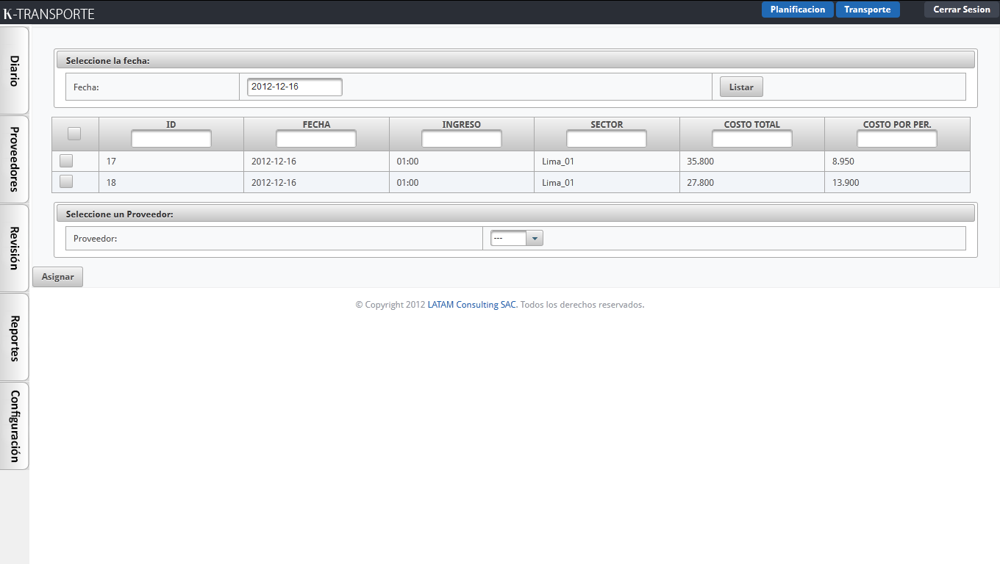 K-TRANSPORTE
Planificacion Transporte Cerrar Sesion
Diario
Proveedores
Revisión
Reportes
Configuración
Seleccione la fecha:
Fecha: 2012-12-16 Listar
ID FECHA INGRESO SECTOR COSTO TOTAL COSTO POR PER.
17 2012-12-16 01:00 Lima_01 35.800 8.950
18 2012-12-16 01:00 Lima_01 27.800 13.900
Seleccione un Proveedor:
Proveedor: ---
Asignar
© Copyright 2012 LATAM Consulting SAC. Todos los derechos reservados.